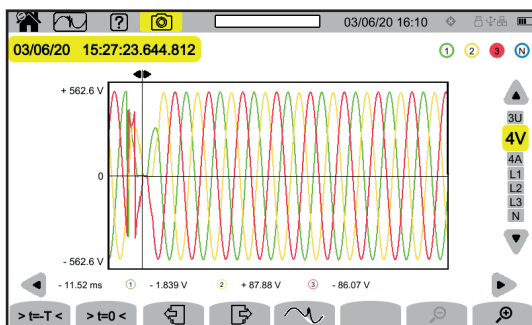 ? 03/06/20 16:10
03/06/20 15:27:23.644.812 1 2 3 N
+ 562.6 V
0
- 562.6 V
3U
4V
4A
L1
L2
L3
N
- 11.52 ms 1 - 1.839 V 2 + 87.88 V 3 - 86.07 V
> t=-T < > t=0 <